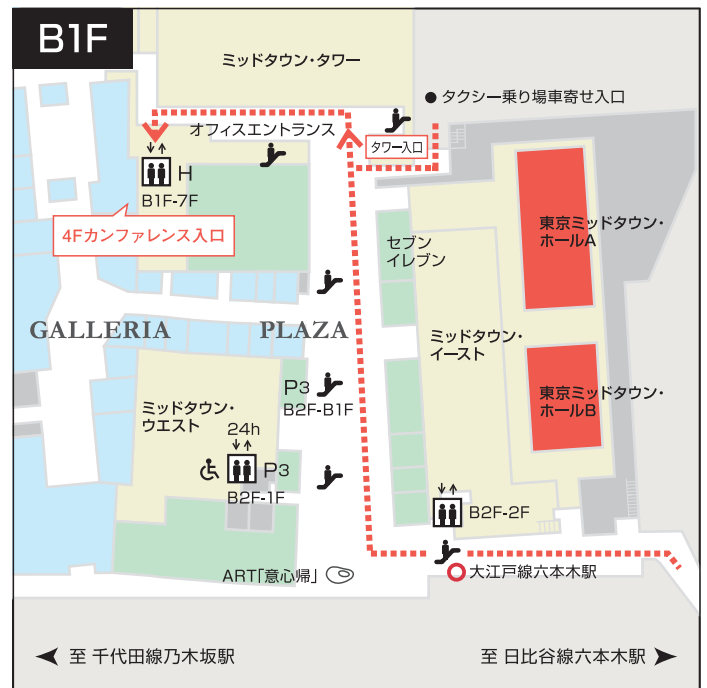 B1F
ミッドタウン・タワー
● タクシー乗り場車寄せ入口
オフィスエントランス
タワー入口
H
B1F-7F
4Fカンファレンス入口
セブン
イレブン
東京ミッドタウン・
ホールA
GALLERIA
PLAZA
ミッドタウン・
イースト
P3
B2F-B1F
東京ミッドタウン・
ホールB
ミッドタウン・
ウエスト
24h
P3
B2F-1F
B2F-2F
ART「意心帰」
大江戸線六本木駅
至 千代田線乃木坂駅
至 日比谷線六本木駅